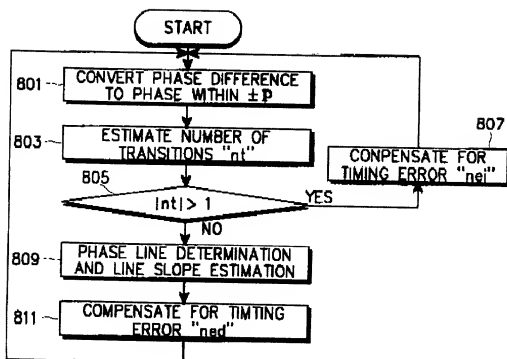 START
801
CONVERT PHASE DIFFERENCE
TO PHASE WITHIN ±P
803
ESTIMATE NUMBER OF
TRANSITIONS "nt"
807
CONPENSATE FOR
TIMING ERROR "nei"
805
|nt|> 1
YES
NO
809
PHASE LINE DETERMINATION
AND LINE SLOPE ESTIMATION
811
COMPENSATE FOR TIMTING
ERROR "ned"